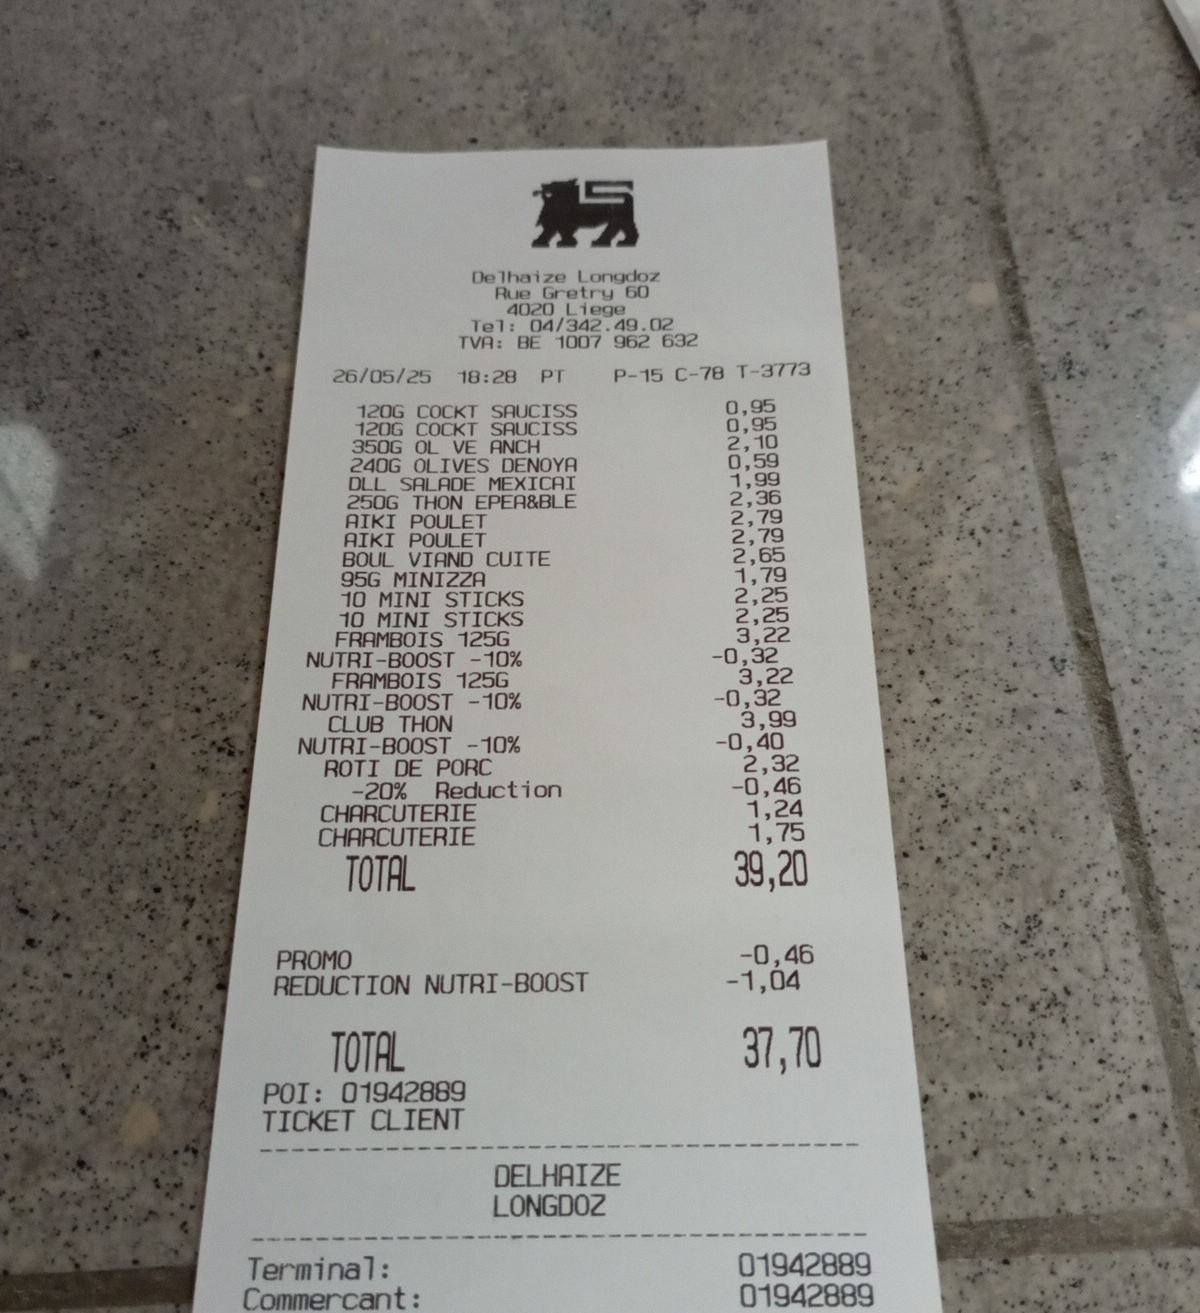 Delhaize Longdoz
Rue Gretry 60
4020 Liege
Tel: 04/342.49.02
TVA: BE 1007 962 632
26/05/25 18:28 PT P-15 C-78 T-3773
120G COCKT SAUCISS 0,95
120G COCKT SAUCISS 0,95
350G OL VE ANCH 2,10
240G OLIVES DENOYA 0,59
DLL SALADE MEXICAI 1,99
250G THON EPEA&BLE 2,36
AIKI POULET 2,79
AIKI POULET 2,79
BOUL VIAND CUITE 2,65
95G MINIZZA 1,79
10 MINI STICKS 2,25
10 MINI STICKS 2,25
FRAMBOIS 125G 3,22
NUTRI-BOOST -10% -0,32
FRAMBOIS 125G 3,22
NUTRI-BOOST -10% -0,32
CLUB THON 3,99
NUTRI-BOOST -10% -0,40
ROTI DE PORC 2,32
-20% Reduction -0,46
CHARCUTERIE 1,24
CHARCUTERIE 1,75
TOTAL 39,20
PROMO -0,46
REDUCTION NUTRI-BOOST -1,04
TOTAL 37,70
POI: 01942889
TICKET CLIENT
DELHAIZE
LONGDOZ
Terminal: 01942889
Commercant: 01942889